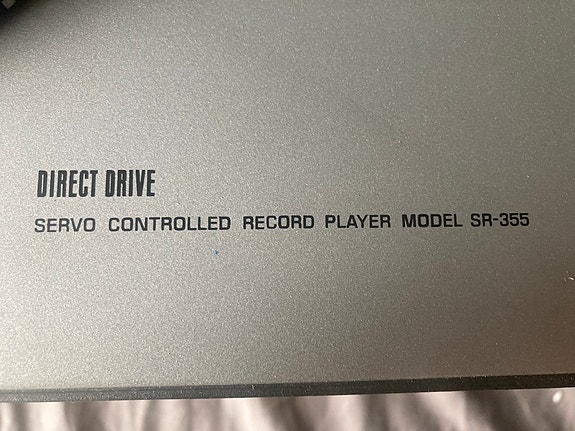 DIRECT DRIVE
SERVO CONTROLLED RECORD PLAYER MODEL SR-355